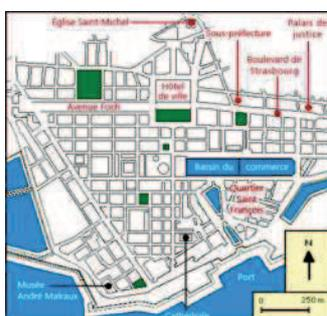 Église Saint-Michel
Sous-préfecture
Palais de
justice
Boulevard de
Strasbourg
Hôtel
de ville
Avenue Foch
Bassin du commerce
Quartier
Saint
François
Musée
André Malraux
Port
Cathédrale
N
0 250 m